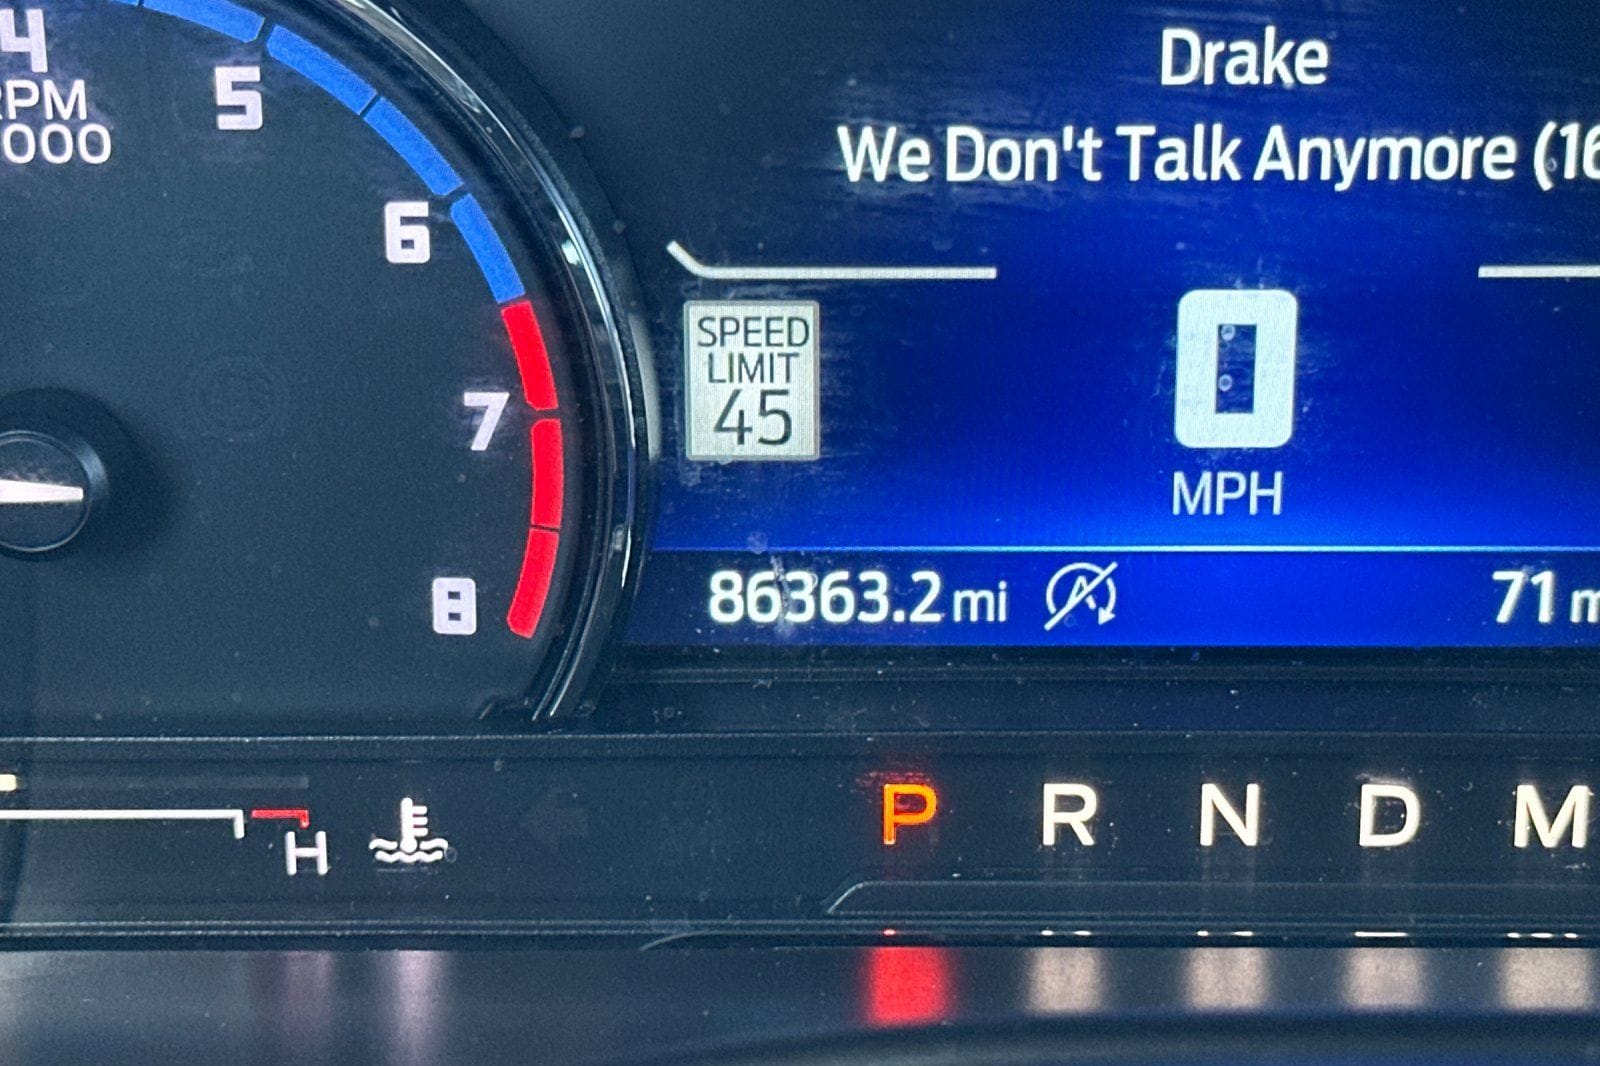 4
RPM
000
5
6
7
8
H
Drake
We Don't Talk Anymore (16
SPEED
LIMIT
45
0
MPH
86363.2 mi
71 m
P R N D M